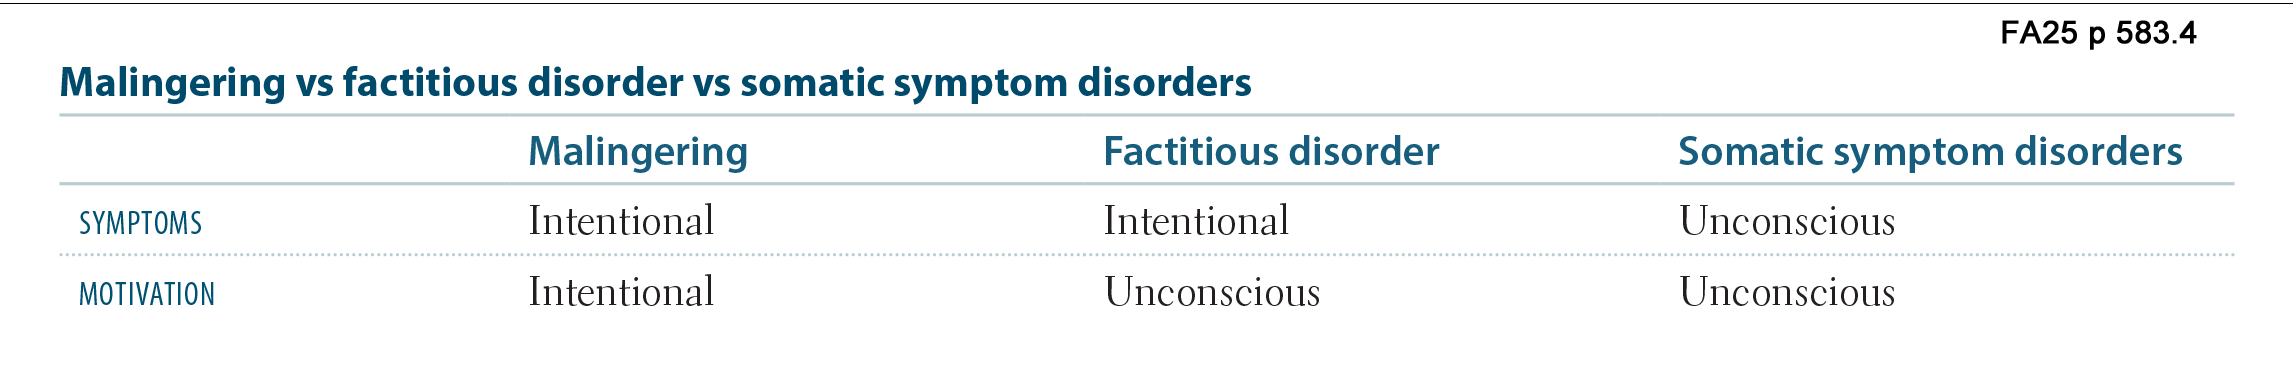 FA25 p 583.4
Malingering vs factitious disorder vs somatic symptom disorders
Malingering Factitious disorder Somatic symptom disorders
SYMPTOMS Intentional Intentional Unconscious
MOTIVATION Intentional Unconscious Unconscious